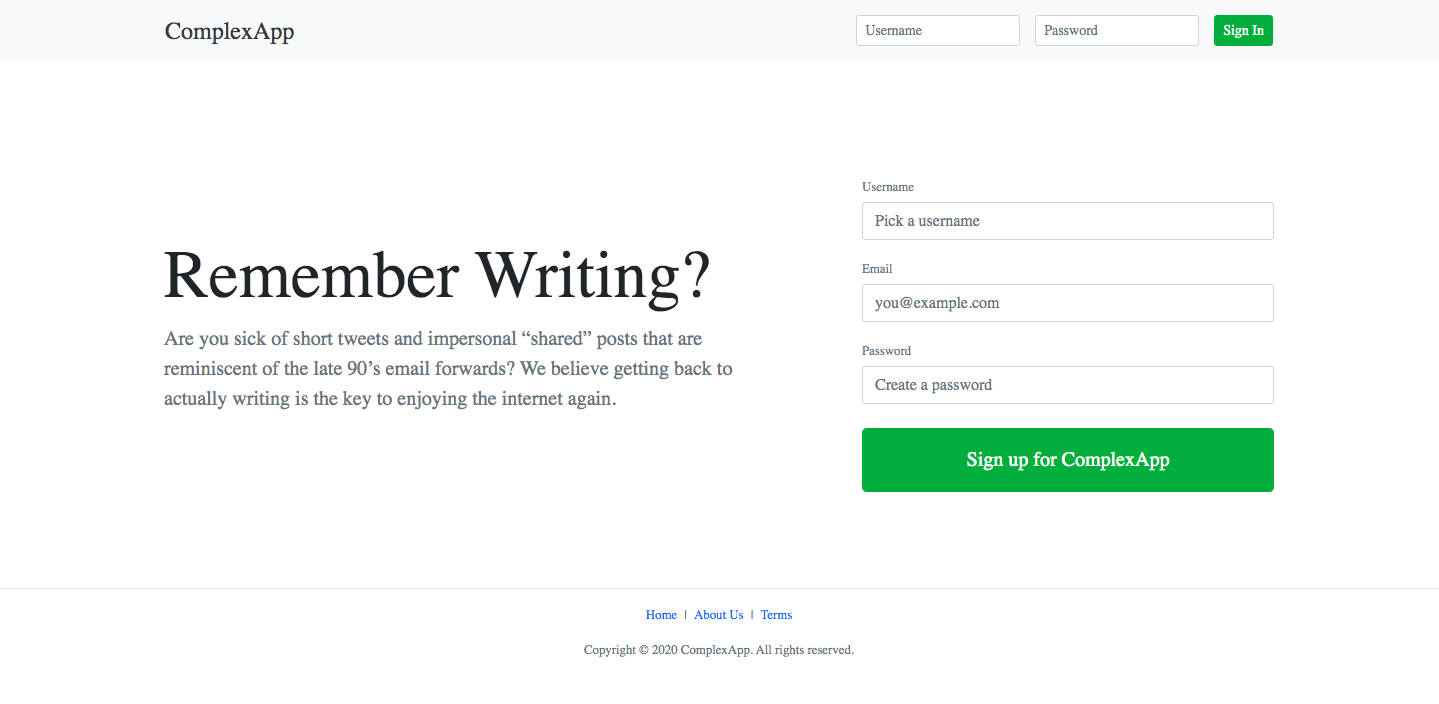 ComplexApp
Username
Password
Sign In
Remember Writing?
Are you sick of short tweets and impersonal “shared” posts that are
reminiscent of the late 90’s email forwards? We believe getting back to
actually writing is the key to enjoying the internet again.
Username
Pick a username
Email
you@example.com
Password
Create a password
Sign up for ComplexApp
Home | About Us | Terms
Copyright © 2020 ComplexApp. All rights reserved.